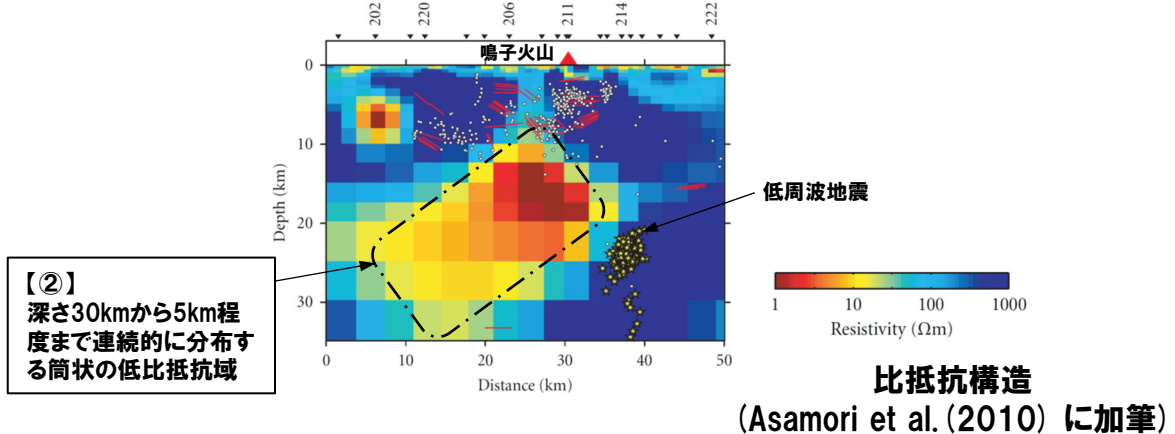 202 220 206 211 214 222
鳴子火山
0
10
20
30
Depth (km)
0 10 20 30 40 50
Distance (km)
低周波地震
【②】
深さ30kmから5km程
度まで連続的に分布す
る筒状の低比抵抗域
1 10 100 1000
Resistivity (Ωm)
比抵抗構造
(Asamori et al.(2010) に加筆)